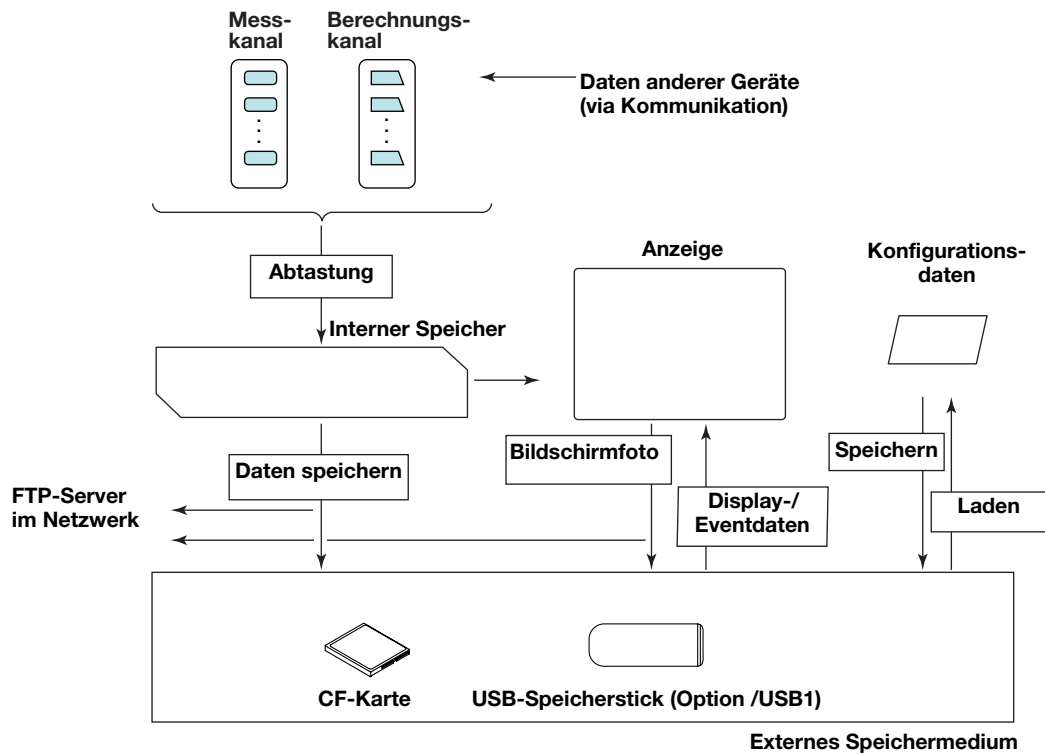 Mess-
kanal
Berechnungs-
kanal
Daten anderer Geräte
(via Kommunikation)
Abtastung
Anzeige
Konfigurations-
daten
Interner Speicher
Bildschirmfoto
Speichern
Daten speichern
FTP-Server
im Netzwerk
Display-/
Eventdaten
Laden
CF-Karte
USB-Speicherstick (Option /USB1)
Externes Speichermedium